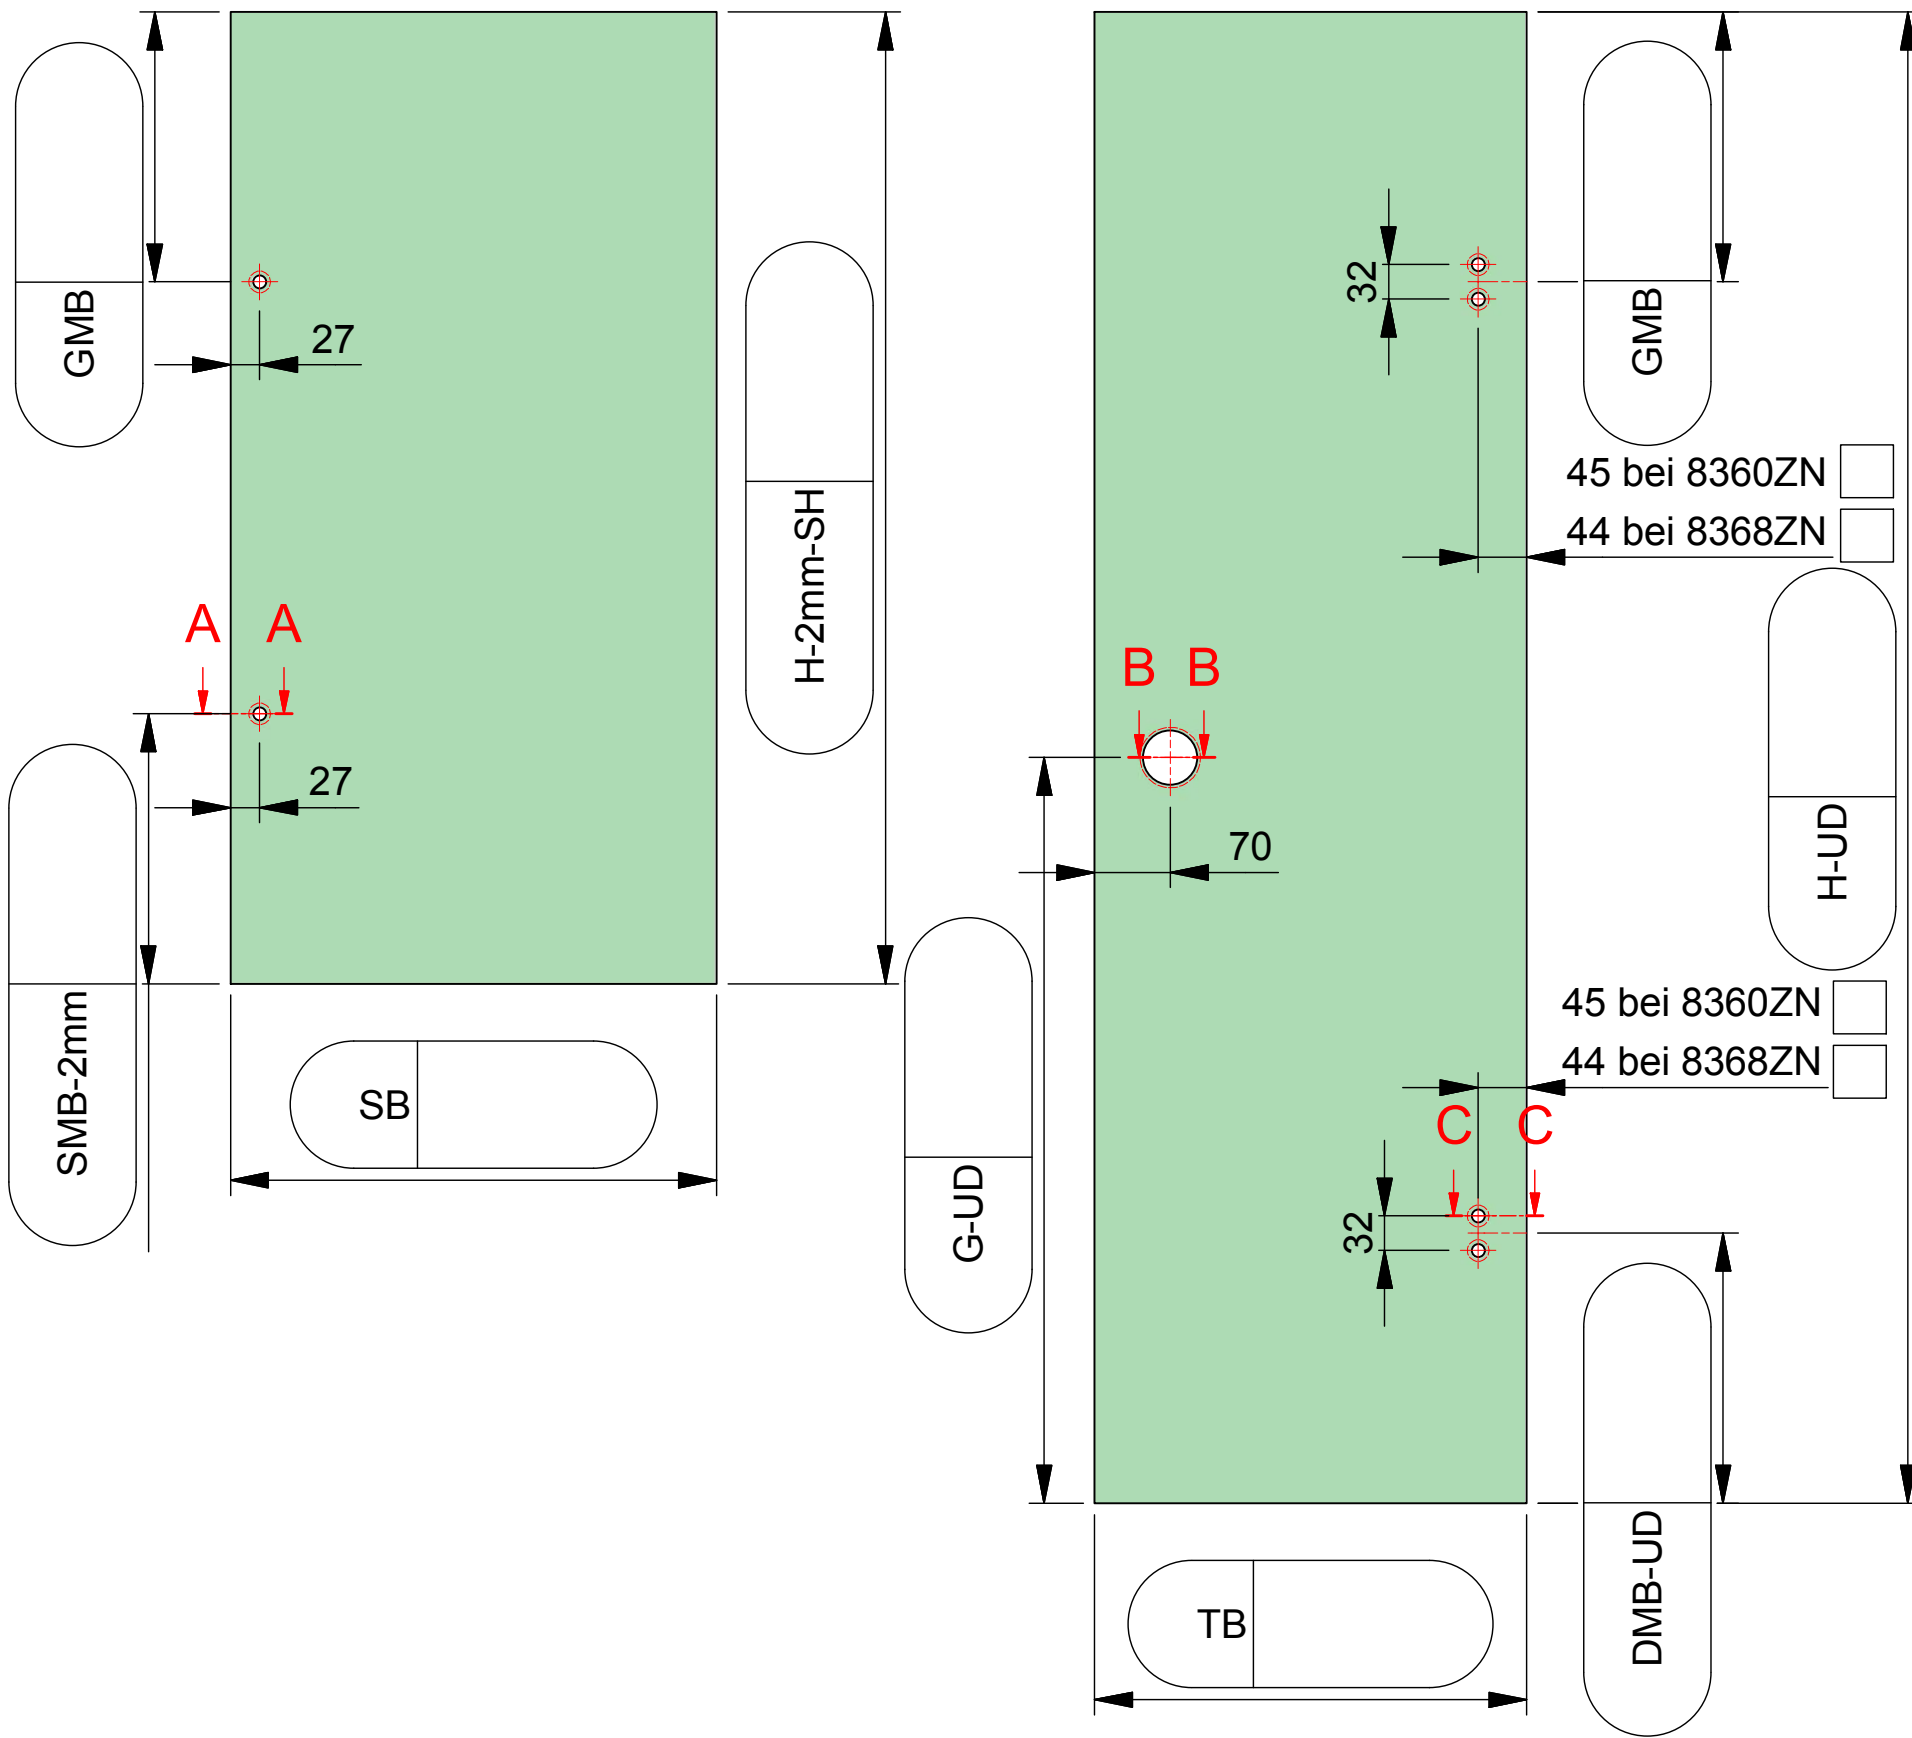 GMB
27
A A
27
SMB-2mm
SB
H-2mm-SH
32
GMB
45 bei 8360ZN
44 bei 8368ZN
B B
70
G-UD
H-UD
45 bei 8360ZN
44 bei 8368ZN
C C
32
TB
DMB-UD